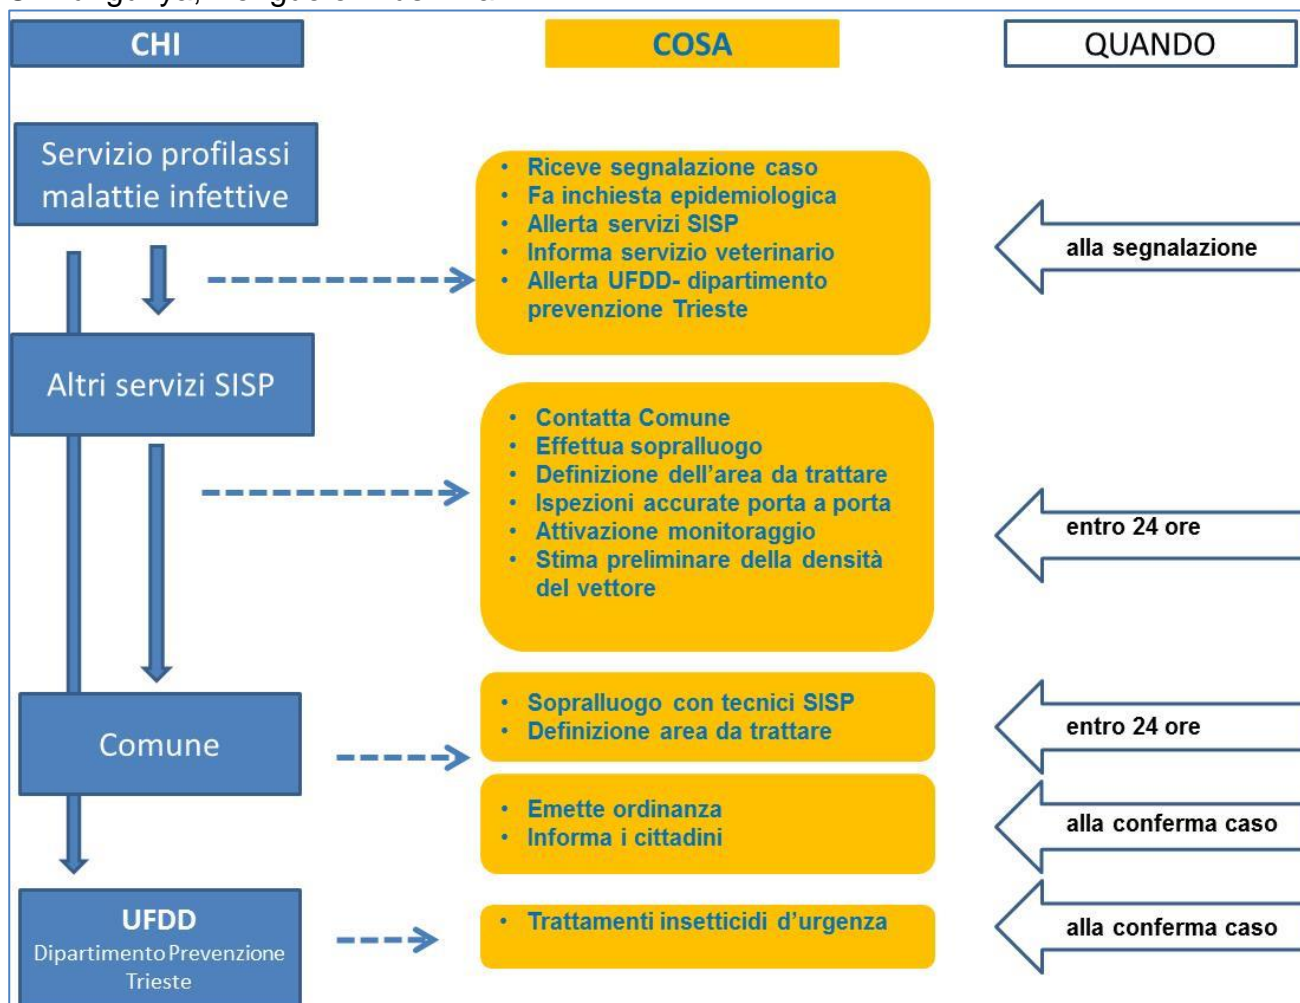 CHI
COSA
QUANDO
Servizio profilassi
malattie infettive
• Riceve segnalazione caso
• Fa inchiesta epidemiologica
• Allerta servizi SISP
• Informa servizio veterinario
• Allerta UFDD- dipartimento
prevenzione Trieste
alla segnalazione
Altri servizi SISP
• Contatta Comune
• Effettua sopralluogo
• Definizione dell’area da trattare
• Ispezioni accurate porta a porta
• Attivazione monitoraggio
• Stima preliminare della densità
del vettore
entro 24 ore
Comune
• Sopralluogo con tecnici SISP
• Definizione area da trattare
entro 24 ore
• Emette ordinanza
• Informa i cittadini
alla conferma caso
UFDD
Dipartimento Prevenzione
Trieste
• Trattamenti insetticidi d’urgenza
alla conferma caso